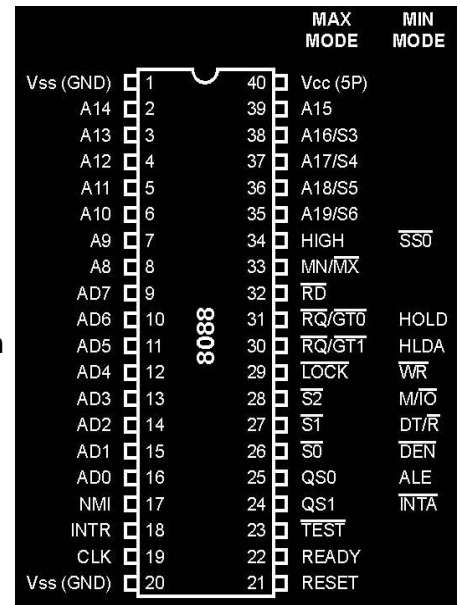 MAX MIN
MODE MODE
Vss (GND) 1 40 Vcc (5P)
A14 2 39 A15
A13 3 38 A16/S3
A12 4 37 A17/S4
A11 5 36 A18/S5
A10 6 35 A19/S6
A9 7 34 HIGH SS0
A8 8 33 MN/MX
AD7 9 32 RD
AD6 10 31 RQ/GT0 HOLD
AD5 11 30 RQ/GT1 HLDA
AD4 12 29 LOCK WR
AD3 13 28 S2 M/IO
AD2 14 27 S1 DT/R
AD1 15 26 S0 DEN
AD0 16 25 QS0 ALE
NMI 17 24 QS1 INTA
INTR 18 23 TEST
CLK 19 22 READY
Vss (GND) 20 21 RESET
8088